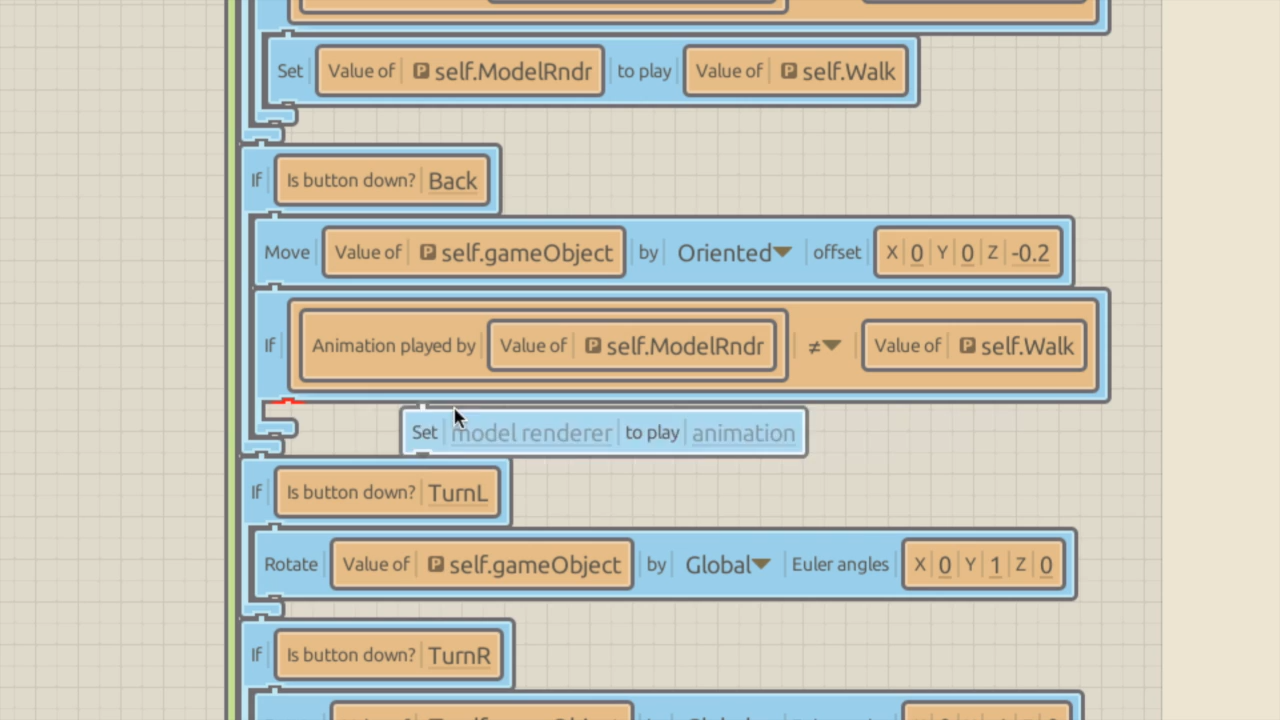 Set Value of P self.ModelRndr to play Value of P self.Walk
If Is button down? Back
Move Value of P self.gameObject by Oriented offset X 0 Y 0 Z -0.2
If Animation played by Value of P self.ModelRndr ≠ Value of P self.Walk
Set model renderer to play animation
If Is button down? TurnL
Rotate Value of P self.gameObject by Global Euler angles X 0 Y 1 Z 0
If Is button down? TurnR